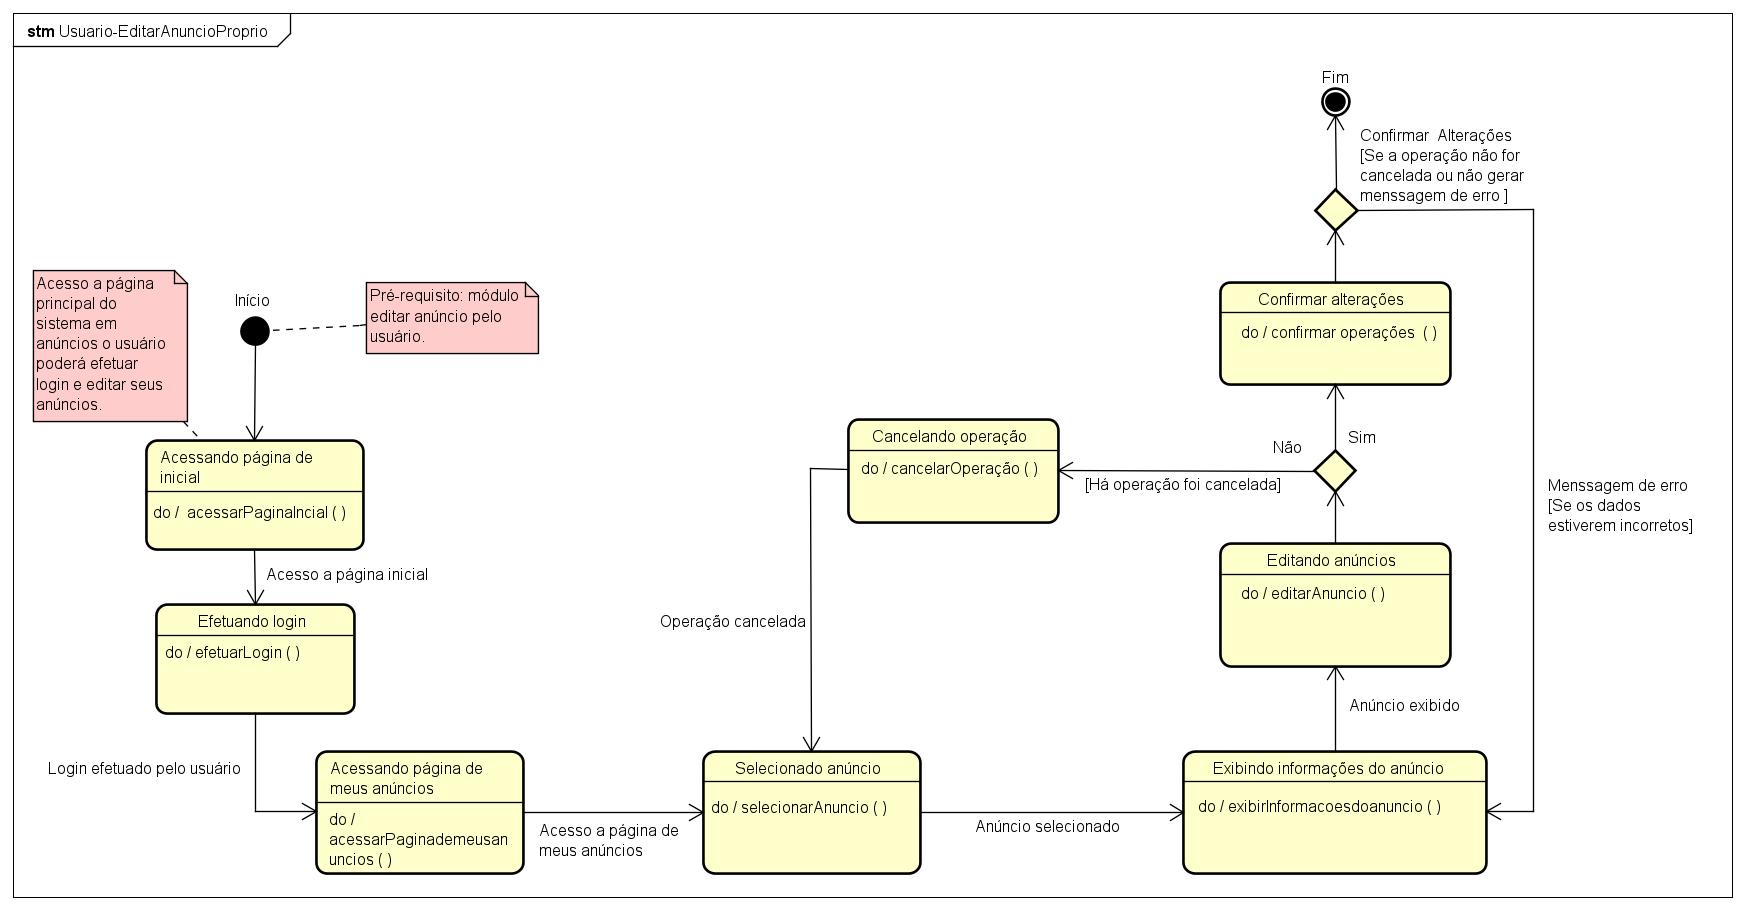 stm Usuario-EditarAnuncioProprio
Fim
Confirmar Alterações
[Se a operação não for
cancelada ou não gerar
menssagem de erro ]
Acesso a página
principal do
sistema em
anúncios o usuário
poderá efetuar
login e editar seus
anúncios.
Início
Pré-requisito: módulo
editar anúncio pelo
usuário.
Confirmar alterações
do / confirmar operações ( )
Acessando página de
inicial
do / acessarPaginaIncial ( )
Cancelando operação
do / cancelarOperação ( )
Não
Sim
[Há operação foi cancelada]
Menssagem de erro
[Se os dados
estiverem incorretos]
Editando anúncios
do / editarAnuncio ( )
Acesso a página inicial
Efetuando login
do / efetuarLogin ( )
Operação cancelada
Anúncio exibido
Login efetuado pelo usuário
Acessando página de
meus anúncios
do /
acessarPaginademeusan
uncios ( )
Acesso a página de
meus anúncios
Selecionado anúncio
do / selecionarAnuncio ( )
Anúncio selecionado
Exibindo informações do anúncio
do / exibirInformacoesdoanuncio ( )